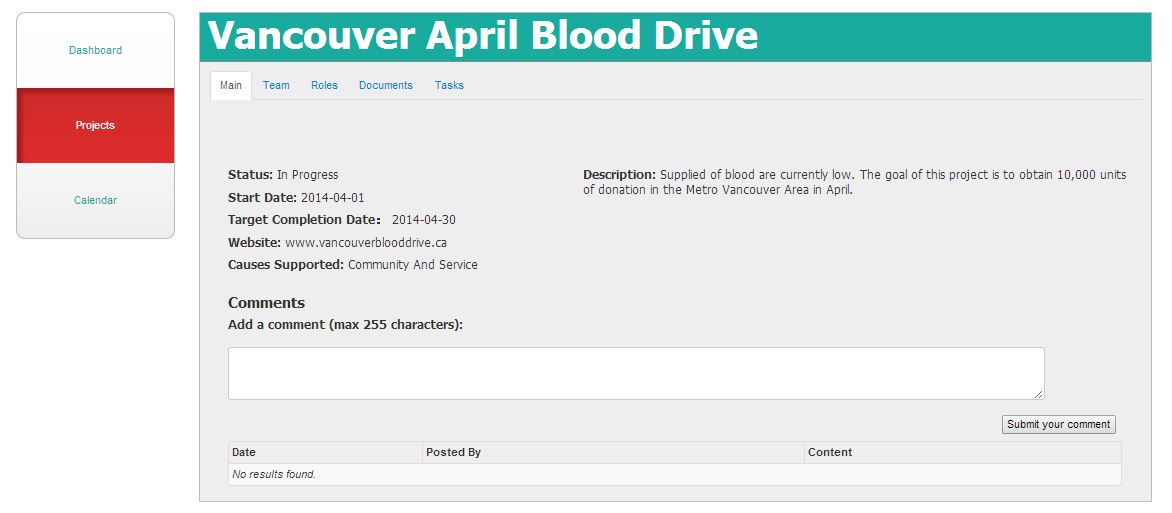 Dashboard
Projects
Calendar
Vancouver April Blood Drive
Main Team Roles Documents Tasks
Status: In Progress
Start Date: 2014-04-01
Target Completion Date: 2014-04-30
Website: www.vancouverblooddrive.ca
Causes Supported: Community And Service
Description: Supplied of blood are currently low. The goal of this project is to obtain 10,000 units
of donation in the Metro Vancouver Area in April.
Comments
Add a comment (max 255 characters):
Submit your comment
Date Posted By Content
No results found.